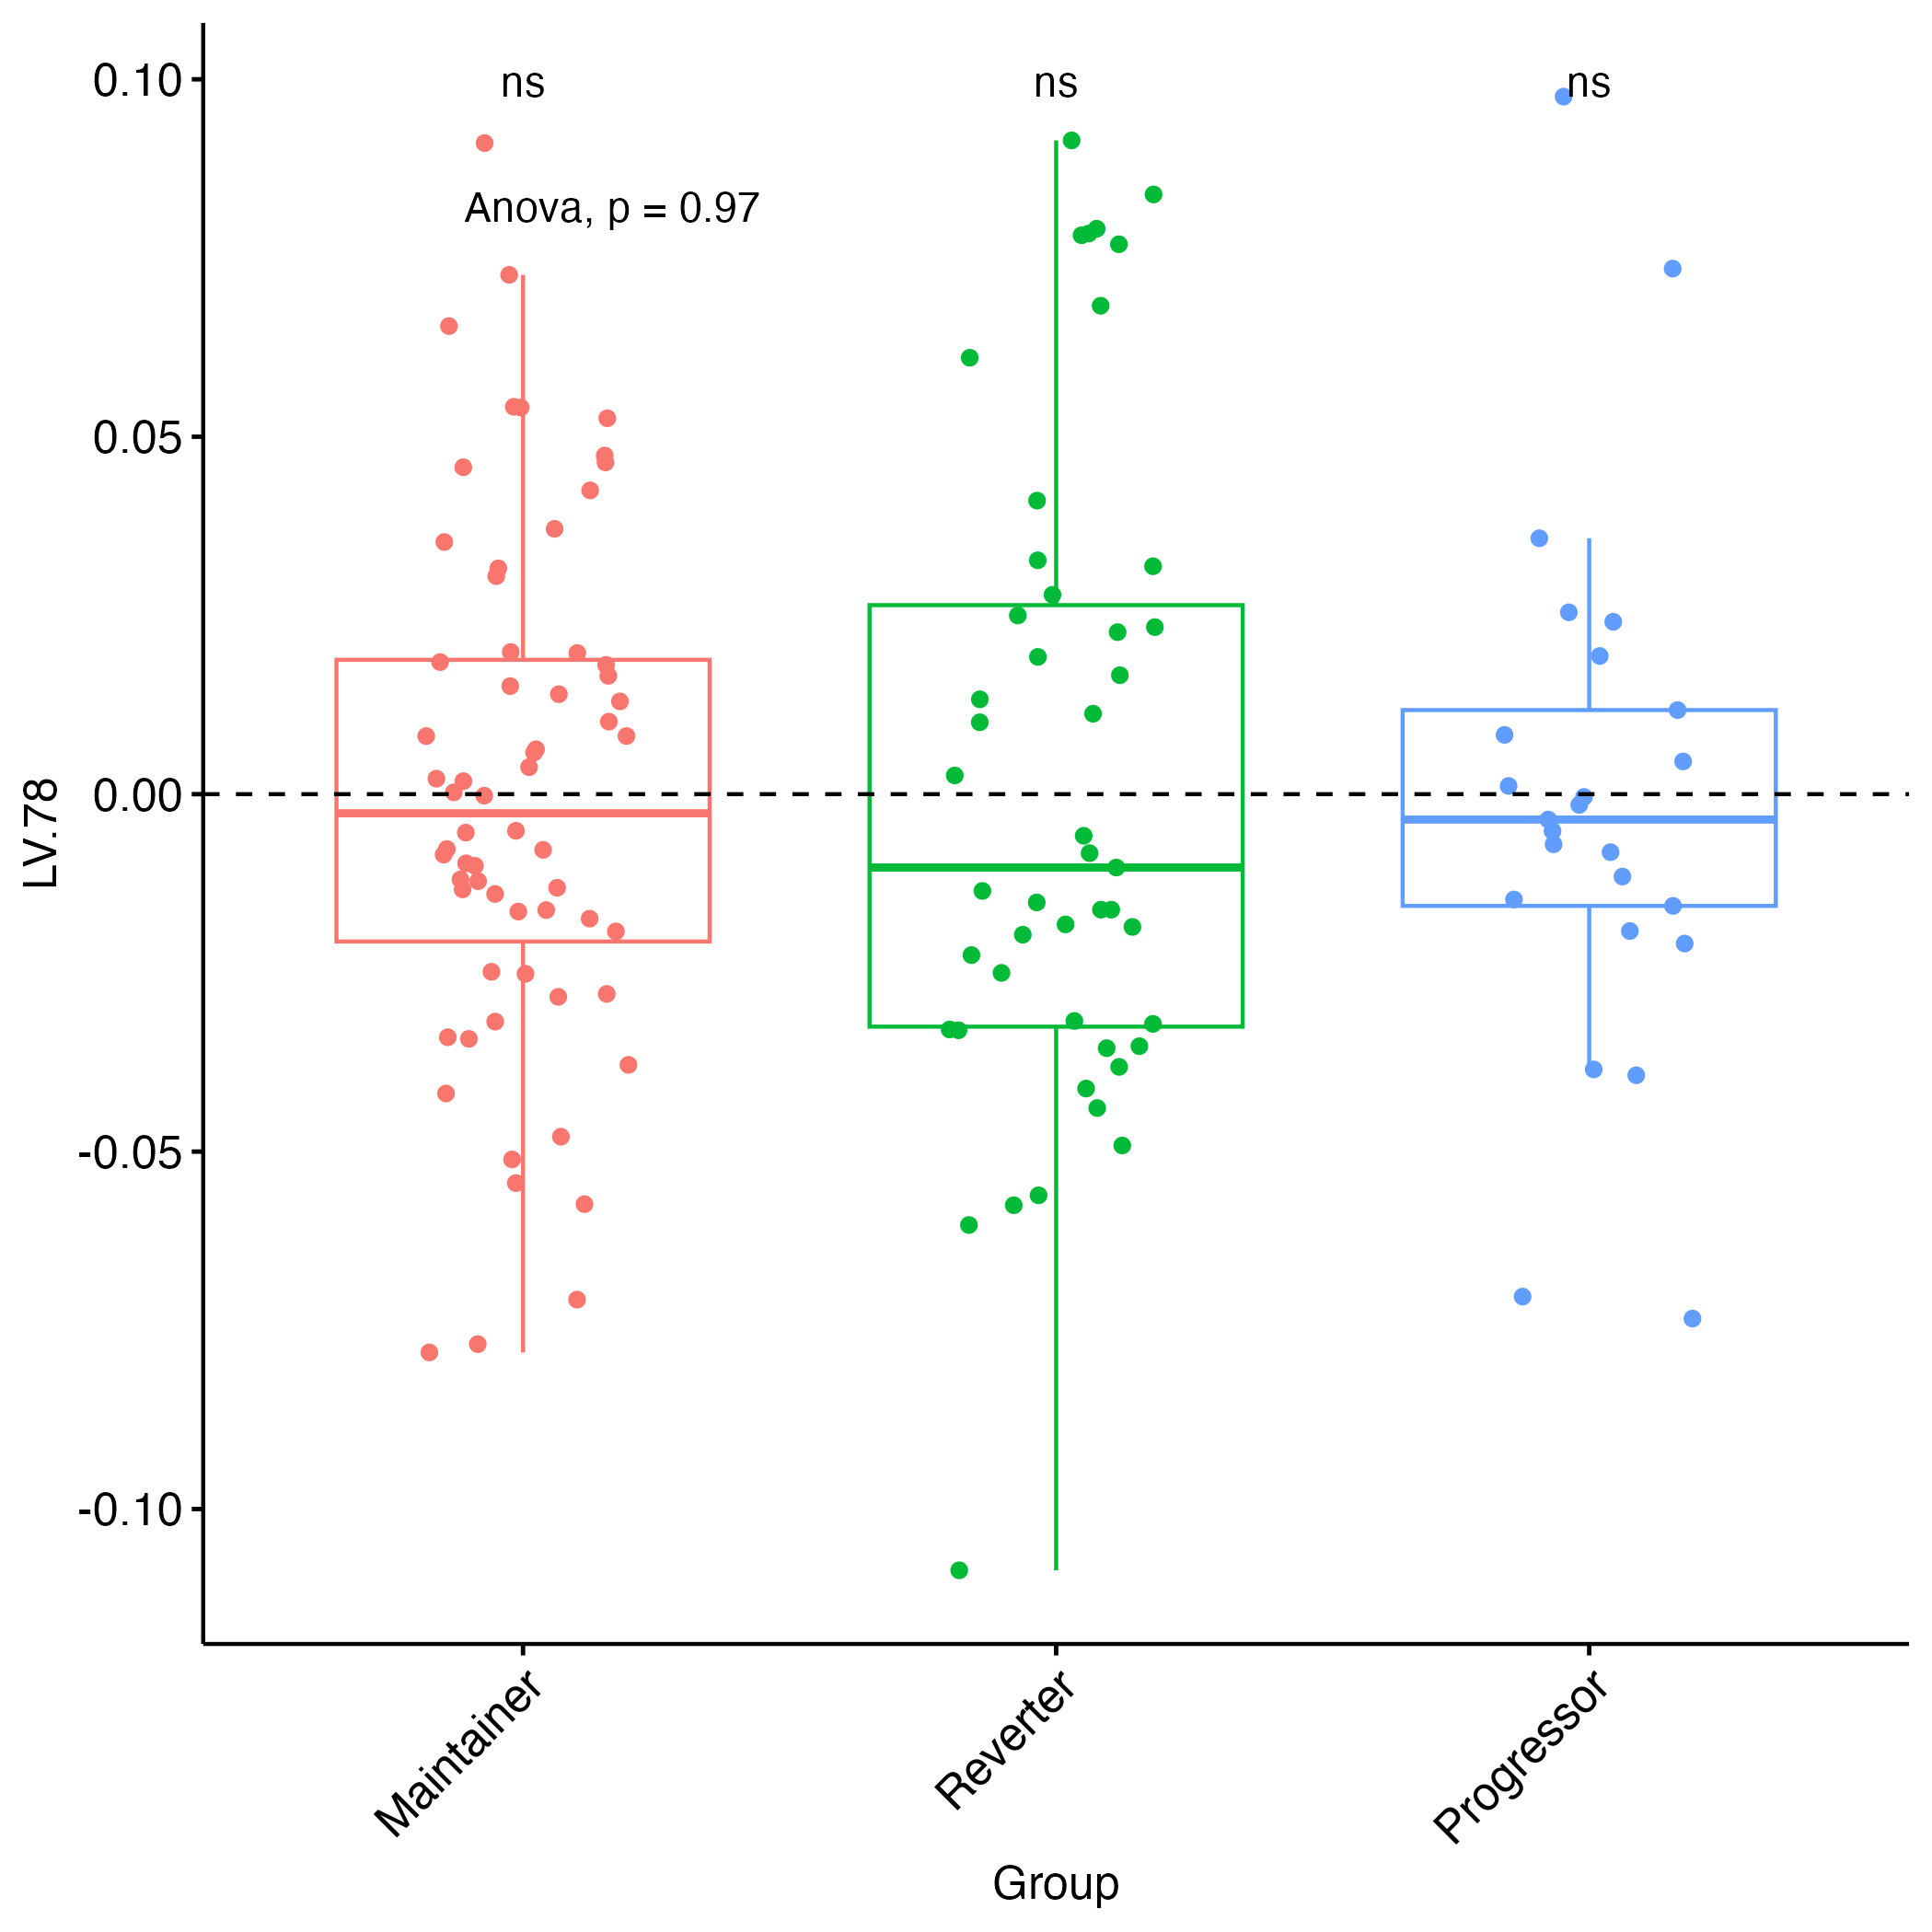 ns ns ns
Anova, p = 0.97
0.10
0.05
0.00
-0.05
-0.10
LV.78
Maintainer
Reverter
Progressor
Group